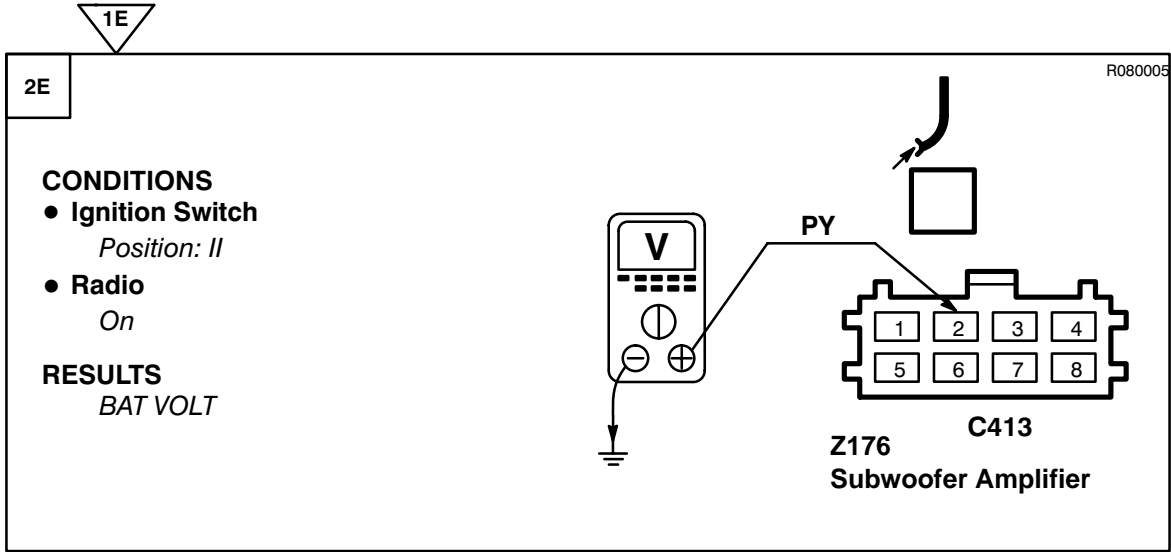 1E
2E
R080005
CONDITIONS
● Ignition Switch
Position: II
● Radio
On
RESULTS
BAT VOLT
V
PY
1 2 3 4
5 6 7 8
C413
Z176
Subwoofer Amplifier